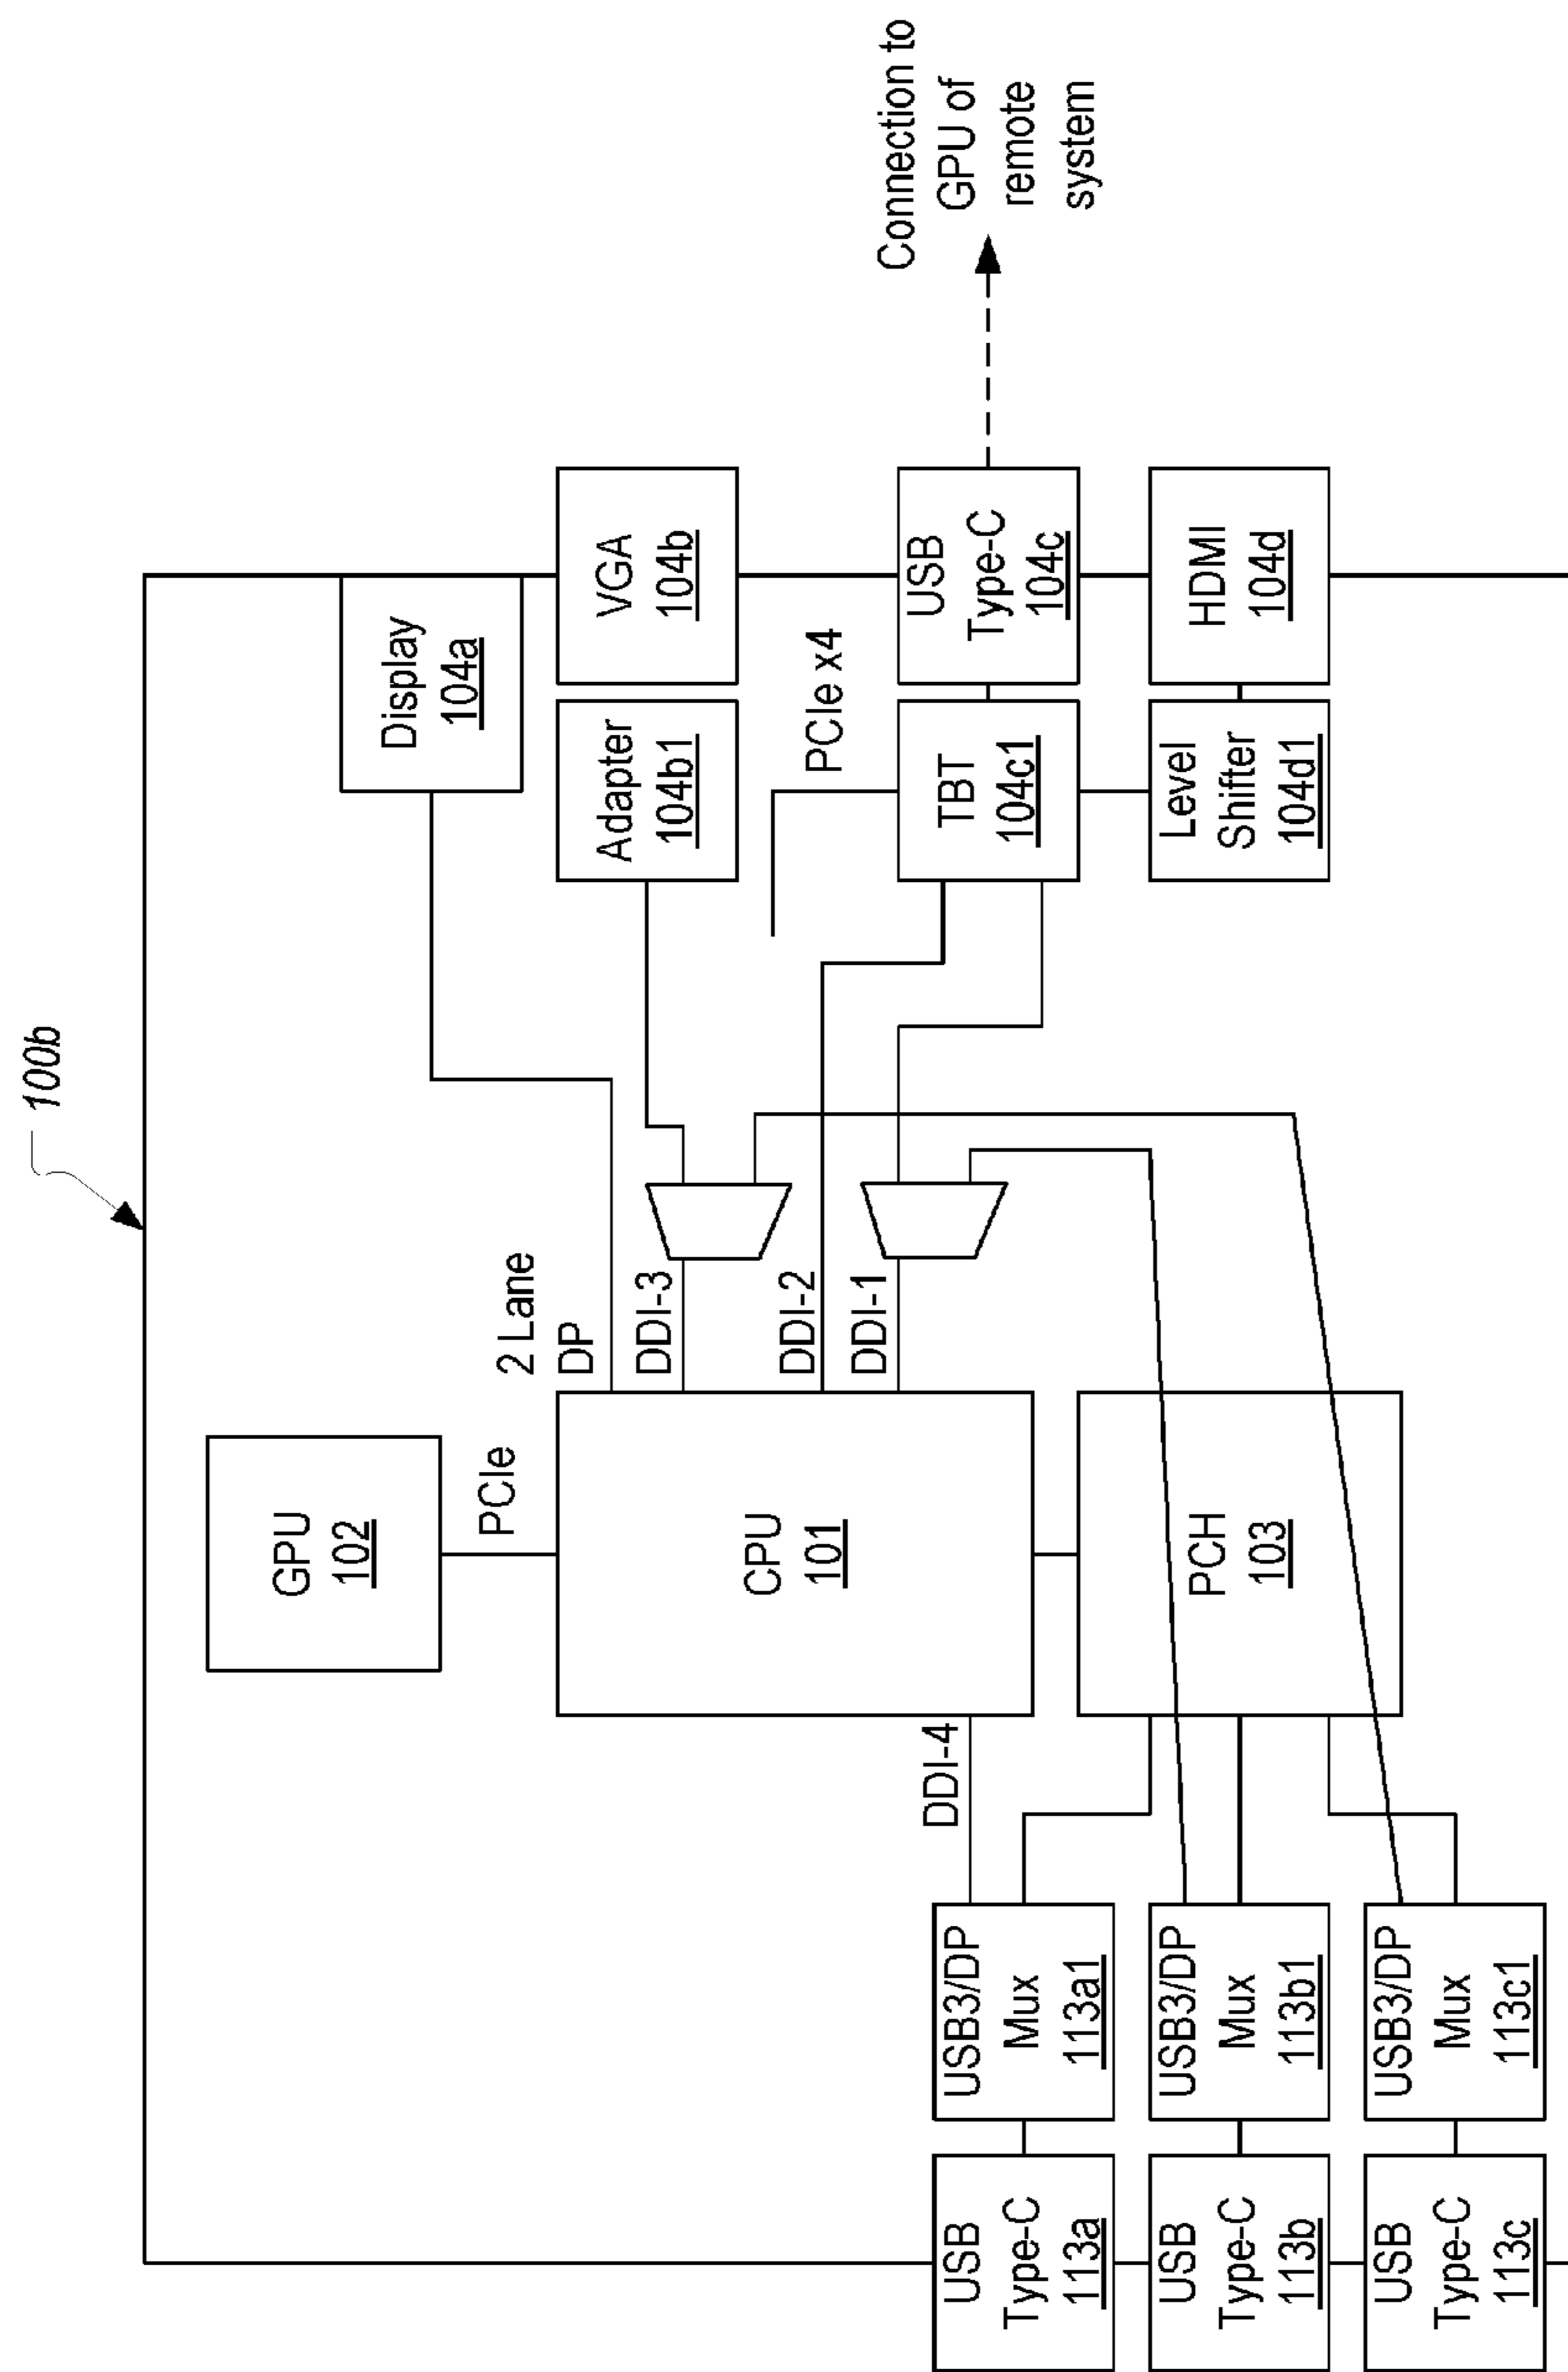 100b
GPU
102
PCIe
2 Lane
DP
Display
104a
DDI-3
Adapter
104b1
VGA
104b
CPU
101
DDI-2
DDI-1
PCIe x4
TBT
104c1
USB
Type-C
104c
Connection to
GPU of
remote
system
DDI-4
PCH
103
Level
Shifter
104d1
HDMI
104d
USB
Type-C
113a
USB3/DP
Mux
113a1
USB
Type-C
113b
USB3/DP
Mux
113b1
USB
Type-C
113c
USB3/DP
Mux
113c1